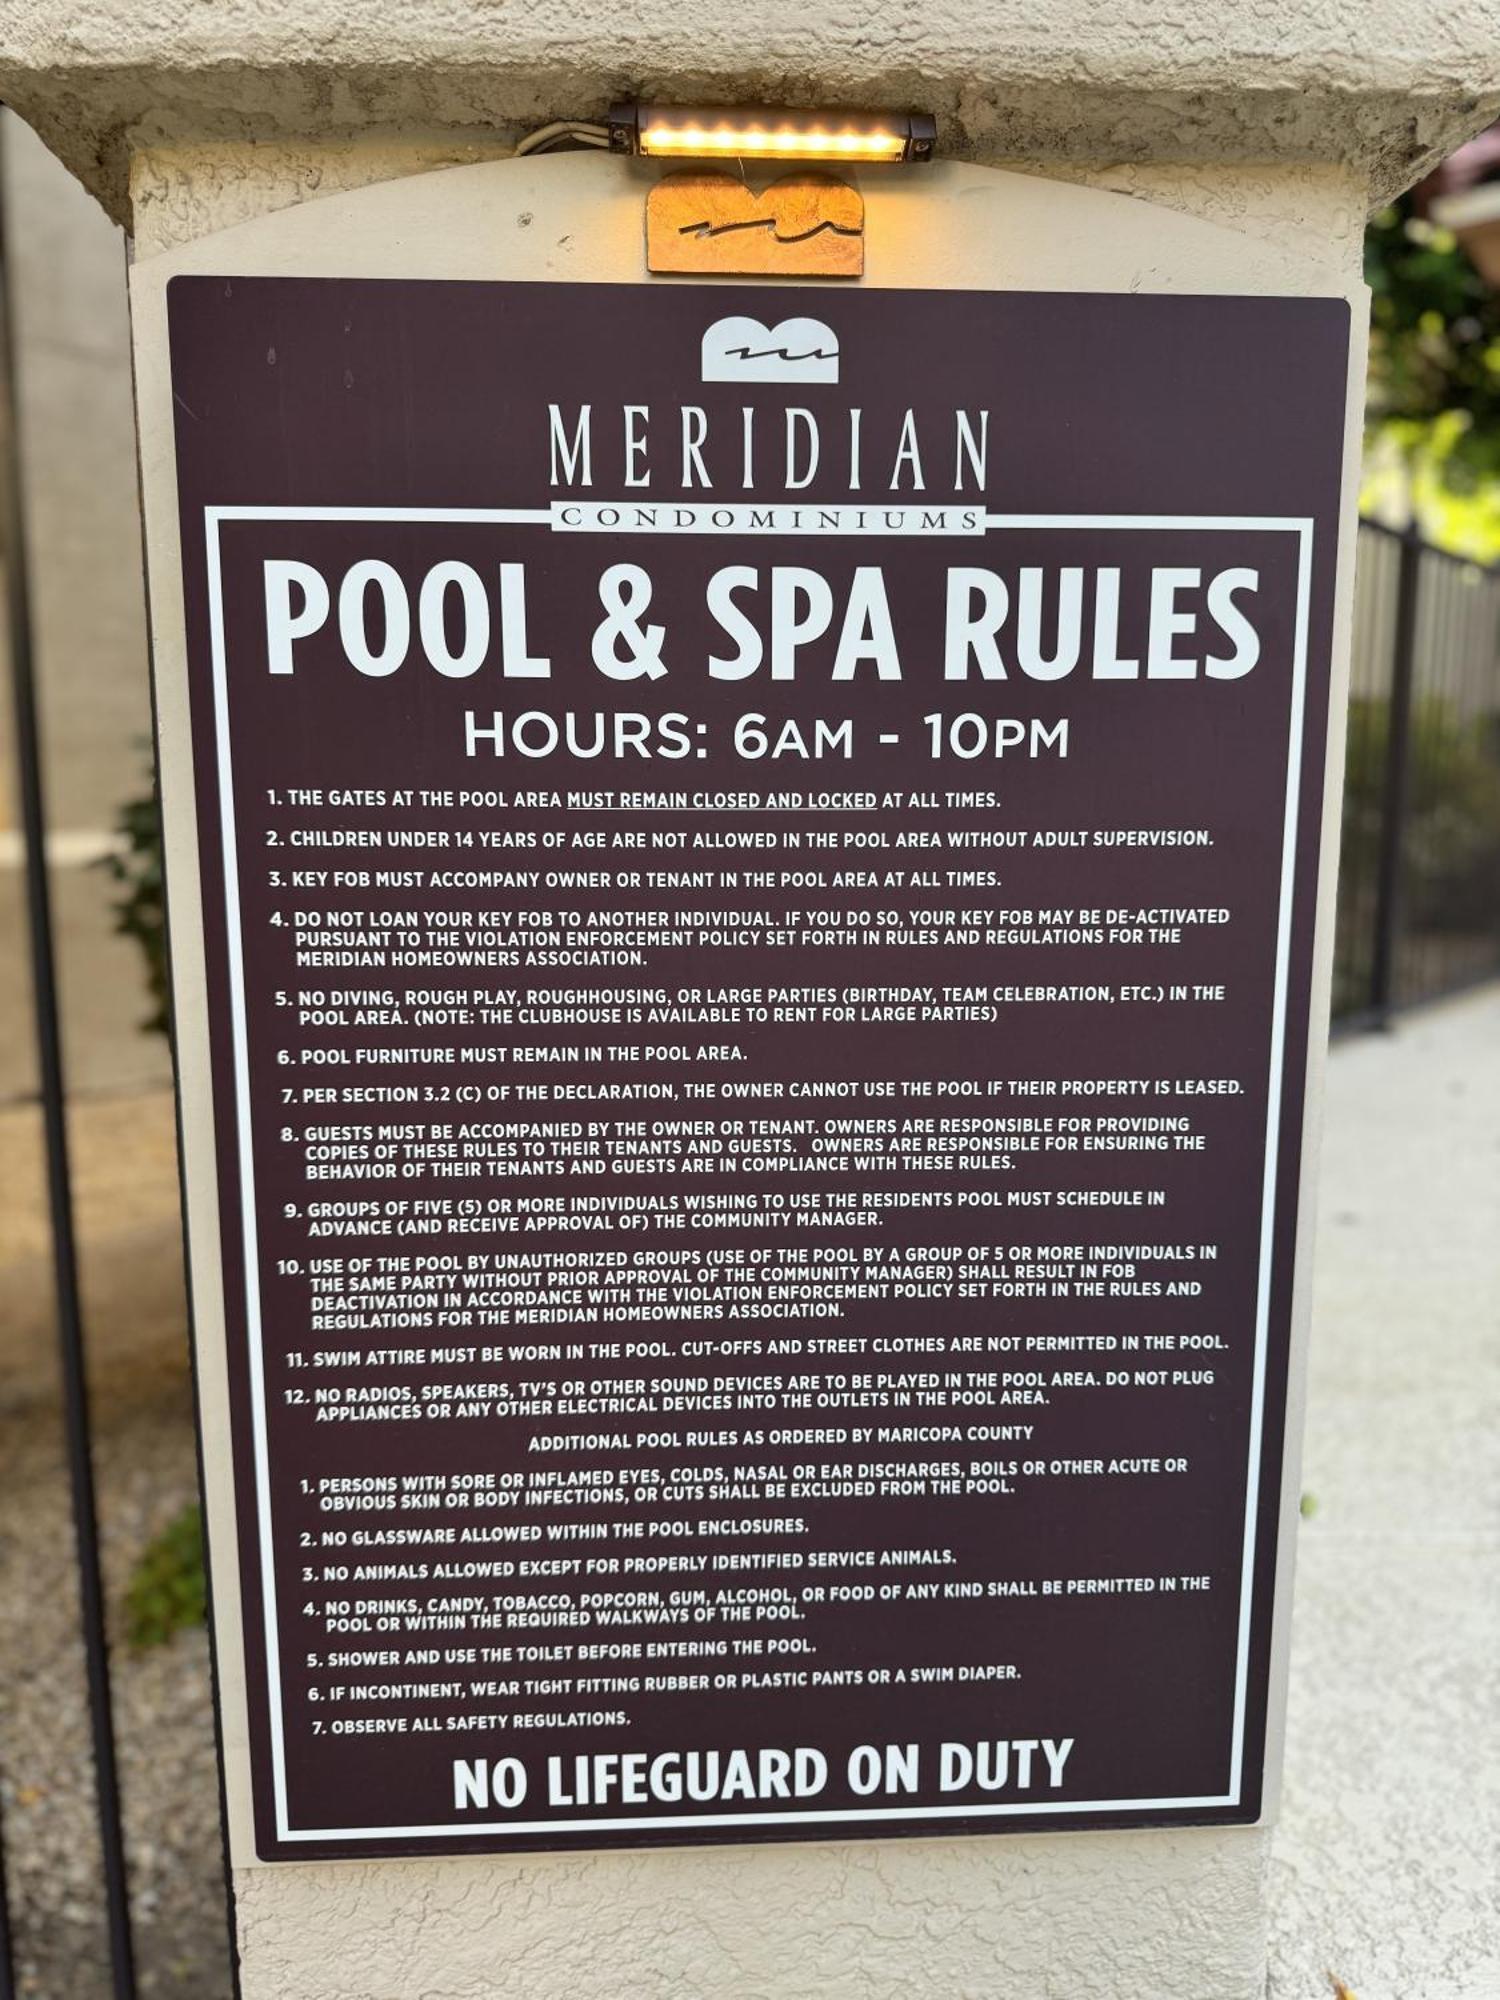 MERIDIAN
CONDOMINIUMS
POOL & SPA RULES
HOURS: 6AM - 10PM
1. THE GATES AT THE POOL AREA MUST REMAIN CLOSED AND LOCKED AT ALL TIMES.
2. CHILDREN UNDER 14 YEARS OF AGE ARE NOT ALLOWED IN THE POOL AREA WITHOUT ADULT SUPERVISION.
3. KEY FOB MUST ACCOMPANY OWNER OR TENANT IN THE POOL AREA AT ALL TIMES.
4. DO NOT LOAN YOUR KEY FOB TO ANOTHER INDIVIDUAL. IF YOU DO SO, YOUR KEY FOB MAY BE DE-ACTIVATED
PURSUANT TO THE VIOLATION ENFORCEMENT POLICY SET FORTH IN RULES AND REGULATIONS FOR THE
MERIDIAN HOMEOWNERS ASSOCIATION.
5. NO DIVING, ROUGH PLAY, ROUGHHOUSING, OR LARGE PARTIES (BIRTHDAY, TEAM CELEBRATION, ETC.) IN THE
POOL AREA. (NOTE: THE CLUBHOUSE IS AVAILABLE TO RENT FOR LARGE PARTIES)
6. POOL FURNITURE MUST REMAIN IN THE POOL AREA.
7. PER SECTION 3.2 (C) OF THE DECLARATION, THE OWNER CANNOT USE THE POOL IF THEIR PROPERTY IS LEASED.
8. GUESTS MUST BE ACCOMPANIED BY THE OWNER OR TENANT. OWNERS ARE RESPONSIBLE FOR PROVIDING
COPIES OF THESE RULES TO THEIR TENANTS AND GUESTS. OWNERS ARE RESPONSIBLE FOR ENSURING THE
BEHAVIOR OF THEIR TENANTS AND GUESTS ARE IN COMPLIANCE WITH THESE RULES.
9. GROUPS OF FIVE (5) OR MORE INDIVIDUALS WISHING TO USE THE RESIDENTS POOL MUST SCHEDULE IN
ADVANCE (AND RECEIVE APPROVAL OF) THE COMMUNITY MANAGER.
10. USE OF THE POOL BY UNAUTHORIZED GROUPS (USE OF THE POOL BY A GROUP OF 5 OR MORE INDIVIDUALS IN
THE SAME PARTY WITHOUT PRIOR APPROVAL OF THE COMMUNITY MANAGER) SHALL RESULT IN FOB
DEACTIVATION IN ACCORDANCE WITH THE VIOLATION ENFORCEMENT POLICY SET FORTH IN THE RULES AND
REGULATIONS FOR THE MERIDIAN HOMEOWNERS ASSOCIATION.
11. SWIM ATTIRE MUST BE WORN IN THE POOL. CUT-OFFS AND STREET CLOTHES ARE NOT PERMITTED IN THE POOL.
12. NO RADIOS, SPEAKERS, TV'S OR OTHER SOUND DEVICES ARE TO BE PLAYED IN THE POOL AREA. DO NOT PLUG
APPLIANCES OR ANY OTHER ELECTRICAL DEVICES INTO THE OUTLETS IN THE POOL AREA.
ADDITIONAL POOL RULES AS ORDERED BY MARICOPA COUNTY
1. PERSONS WITH SORE OR INFLAMED EYES, COLDS, NASAL OR EAR DISCHARGES, BOILS OR OTHER ACUTE OR
OBVIOUS SKIN OR BODY INFECTIONS, OR CUTS SHALL BE EXCLUDED FROM THE POOL.
2. NO GLASSWARE ALLOWED WITHIN THE POOL ENCLOSURES.
3. NO ANIMALS ALLOWED EXCEPT FOR PROPERLY IDENTIFIED SERVICE ANIMALS.
4. NO DRINKS, CANDY, TOBACCO, POPCORN, GUM, ALCOHOL, OR FOOD OF ANY KIND SHALL BE PERMITTED IN THE
POOL OR WITHIN THE REQUIRED WALKWAYS OF THE POOL.
5. SHOWER AND USE THE TOILET BEFORE ENTERING THE POOL.
6. IF INCONTINENT, WEAR TIGHT FITTING RUBBER OR PLASTIC PANTS OR A SWIM DIAPER.
7. OBSERVE ALL SAFETY REGULATIONS.
NO LIFEGUARD ON DUTY